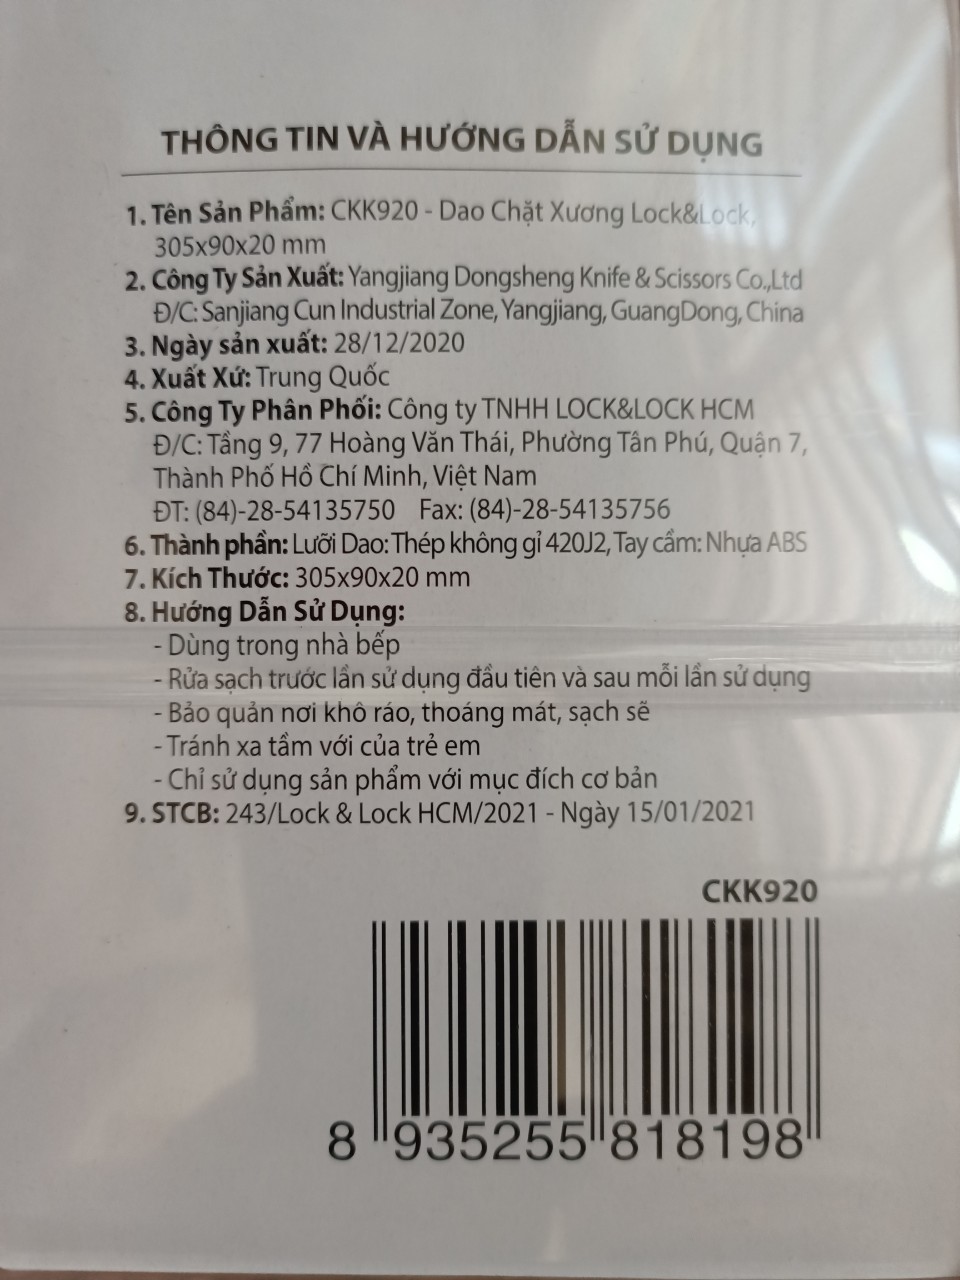 THÔNG TIN VÀ HƯỚNG DẪN SỬ DỤNG
1. Tên Sản Phẩm: CKK920 - Dao Chặt Xương Lock&Lock,
305x90x20 mm
2. Công Ty Sản Xuất: Yangjiang Dongsheng Knife & Scissors Co.,Ltd
Đ/C: Sanjiang Cun Industrial Zone, Yangjiang, GuangDong, China
3. Ngày sản xuất: 28/12/2020
4. Xuất Xứ: Trung Quốc
5. Công Ty Phân Phối: Công ty TNHH LOCK&LOCK HCM
Đ/C: Tầng 9, 77 Hoàng Văn Thái, Phường Tân Phú, Quận 7,
Thành Phố Hồ Chí Minh, Việt Nam
ĐT: (84)-28-54135750 Fax: (84)-28-54135756
6. Thành phần: Lưỡi Dao: Thép không gỉ 420J2, Tay cầm: Nhựa ABS
7. Kích Thước: 305x90x20 mm
8. Hướng Dẫn Sử Dụng:
- Dùng trong nhà bếp
- Rửa sạch trước lần sử dụng đầu tiên và sau mỗi lần sử dụng
- Bảo quản nơi khô ráo, thoáng mát, sạch sẽ
- Tránh xa tầm với của trẻ em
- Chỉ sử dụng sản phẩm với mục đích cơ bản
9. STCB: 243/Lock & Lock HCM/2021 - Ngày 15/01/2021
CKK920
8 935255 818198